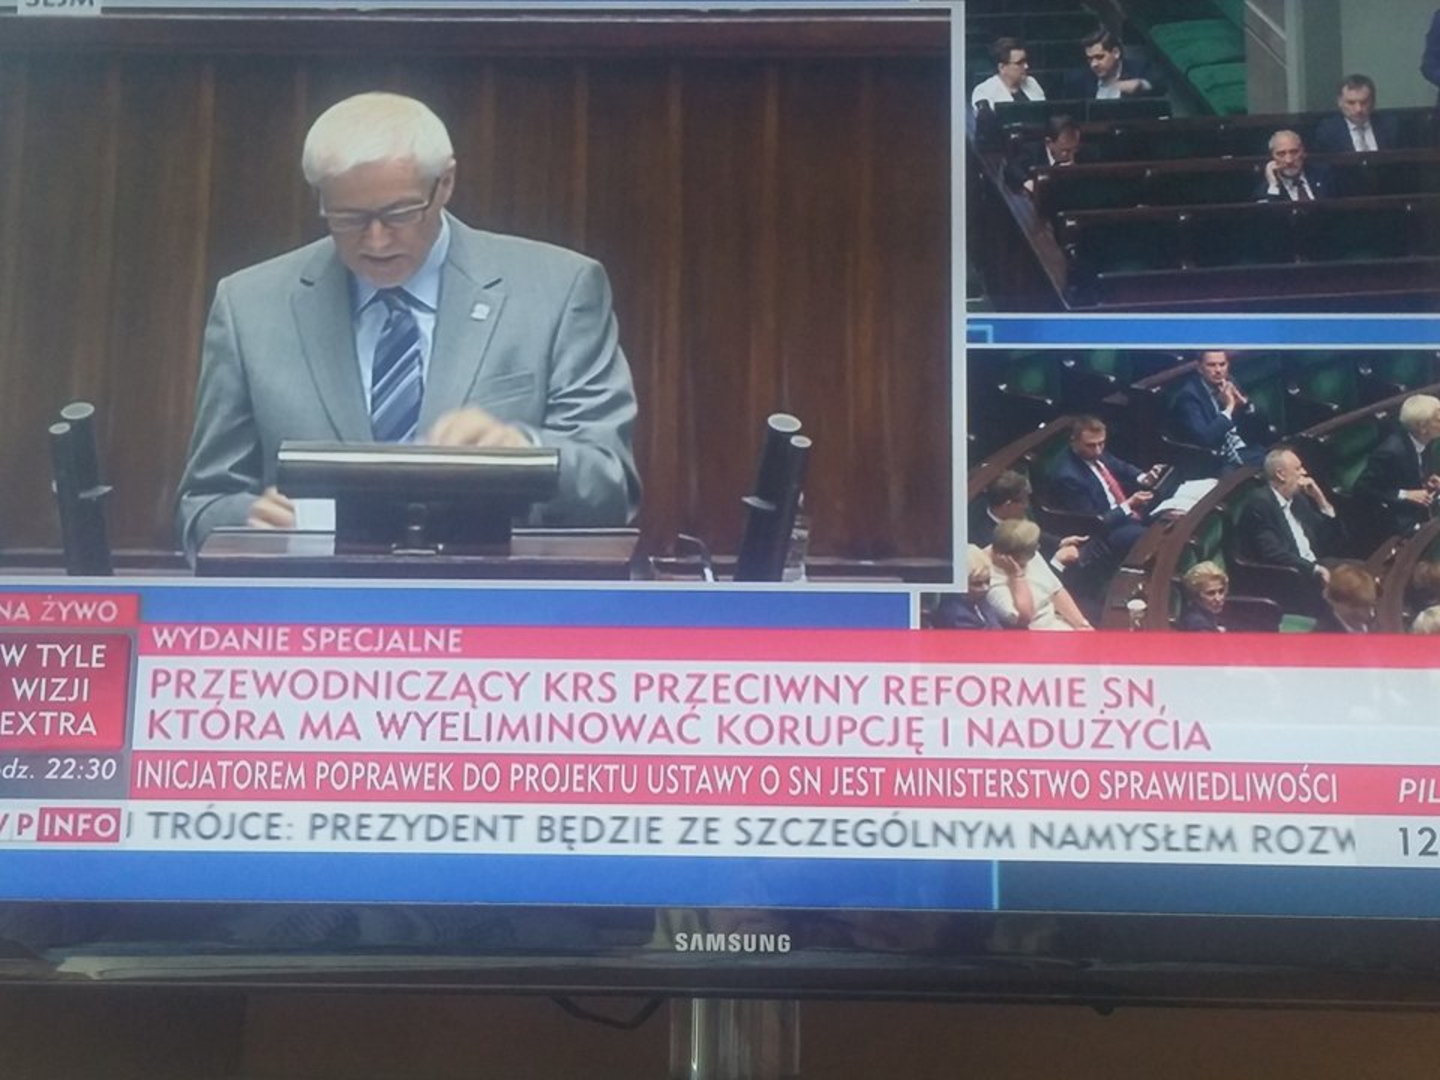 SEJM
NA ŻYWO
W TYLE
WIZJI
EXTRA
dz. 22:30
WYDANIE SPECJALNE
PRZEWODNICZĄCY KRS PRZECIWNY REFORMIE SN,
KTÓRA MA WYELIMINOWAĆ KORUPCJĘ I NADUŻYCIA
INICJATOREM POPRAWEK DO PROJEKTU USTAWY O SN JEST MINISTERSTWO SPRAWIEDLIWOŚCI PIL
VP INFO J TRÓJCE: PREZYDENT BĘDZIE ZE SZCZEGÓLNYM NAMYSŁEM ROZW 12
SAMSUNG